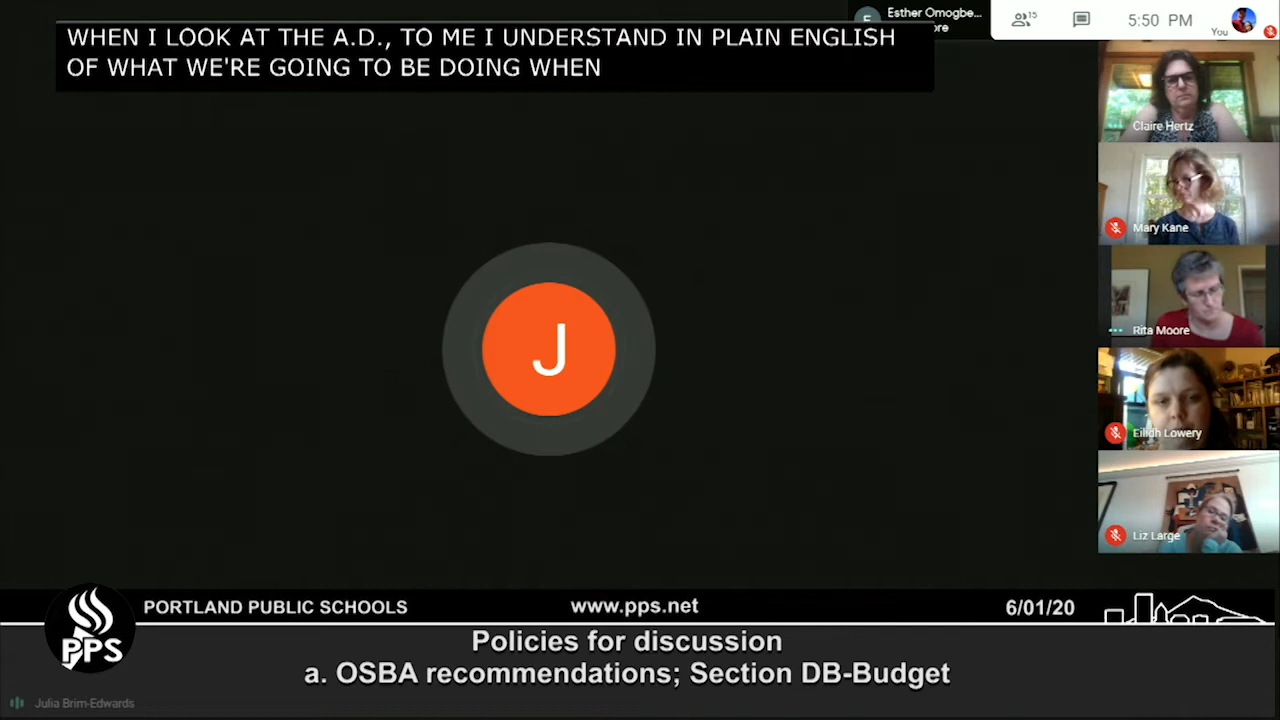 WHEN I LOOK AT THE A.D., TO ME I UNDERSTAND IN PLAIN ENGLISH
OF WHAT WE'RE GOING TO BE DOING WHEN
E
Esther Omogbe...
ore
15
5:50 PM
You
Claire Hertz
Mary Kane
Rita Moore
Eilidh Lowery
Liz Large
J
PPS
PORTLAND PUBLIC SCHOOLS
www.pps.net
6/01/20
Policies for discussion
a. OSBA recommendations; Section DB-Budget
Julia Brim-Edwards